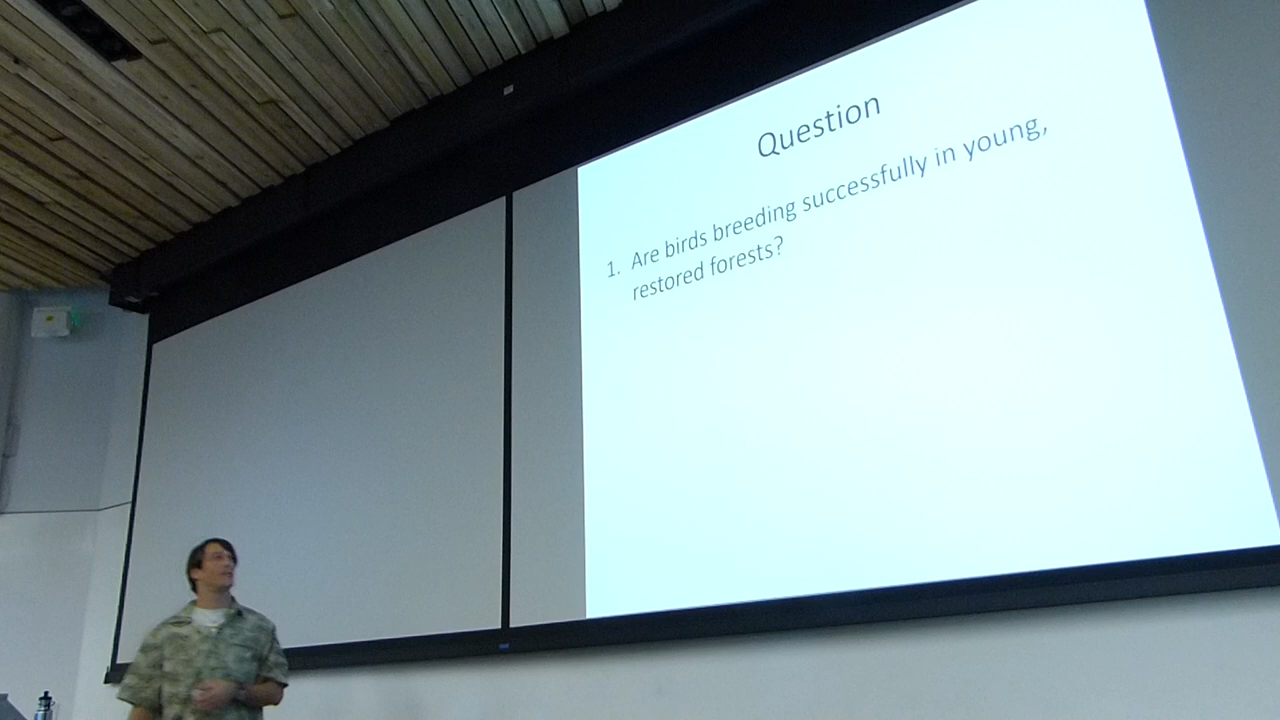 Question
1. Are birds breeding successfully in young,
restored forests?